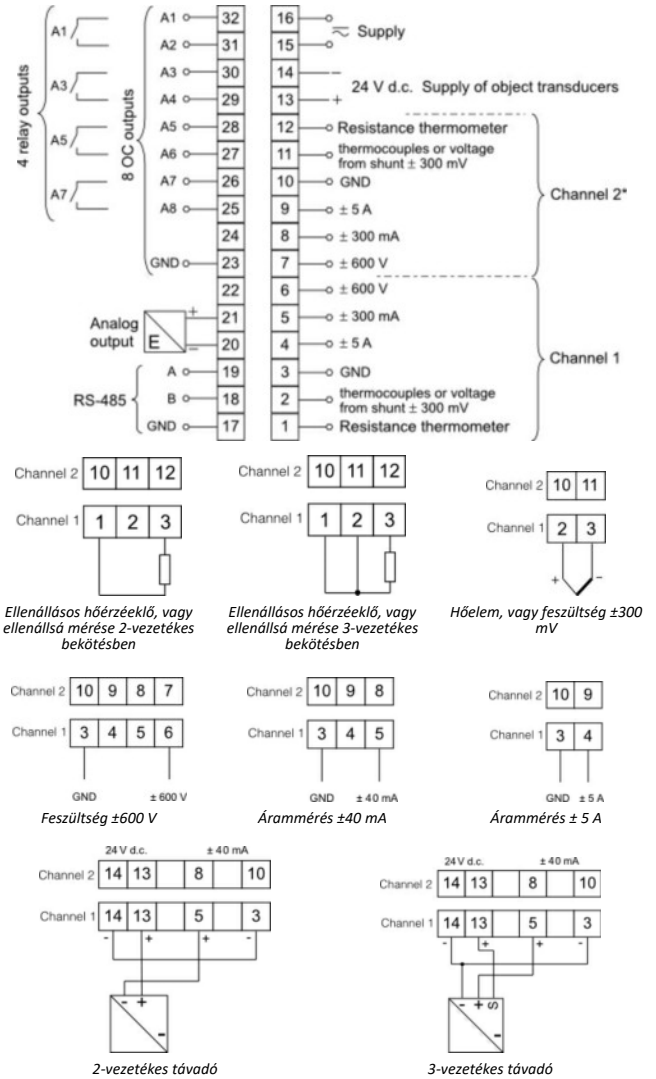 A1 A1 32 16 Supply
A2 31 15
A3 A3 30 14 − 24 V d.c. Supply of object transducers
A4 29 13 +
A5 A5 28 12 Resistance thermometer
A6 27 11 thermocouples or voltage
from shunt ± 300 mV
A7 A7 26 10 GND
A8 25 9 ± 5 A
24 8 ± 300 mA
GND 23 7 ± 600 V
4 relay outputs
8 OC outputs
Channel 2*
22 6 ± 600 V
Analog
output
E
+ 21 5 ± 300 mA
− 20 4 ± 5 A
RS-485
A 19 3 GND
B 18 2 thermocouples or voltage
from shunt ± 300 mV
GND 17 1 Resistance thermometer
Channel 1
Channel 2 10 11 12
Channel 1 1 2 3
Ellenállásos hőérzéeklő, vagy
ellenállsá mérése 2-vezetékes
bekötésben
Channel 2 10 11 12
Channel 1 1 2 3
Ellenállásos hőérzéeklő, vagy
ellenállsá mérése 3-vezetékes
bekötésben
Channel 2 10 11
Channel 1 2 3
+ −
Hőelem, vagy feszültség ±300
mV
Channel 2 10 9 8 7
Channel 1 3 4 5 6
GND ± 600 V
Feszültség ±600 V
Channel 2 10 9 8
Channel 1 3 4 5
GND ± 40 mA
Árammérés ±40 mA
Channel 2 10 9
Channel 1 3 4
GND ± 5 A
Árammérés ± 5 A
24V d.c. ± 40 mA
Channel 2 14 13 8 10
Channel 1 14 13 5 3
- + + -
- +
-
2-vezetékes távadó
24V d.c. ± 40 mA
Channel 2 14 13 8 10
Channel 1 14 13 5 3
- + + -
- + S
-
3-vezetékes távadó